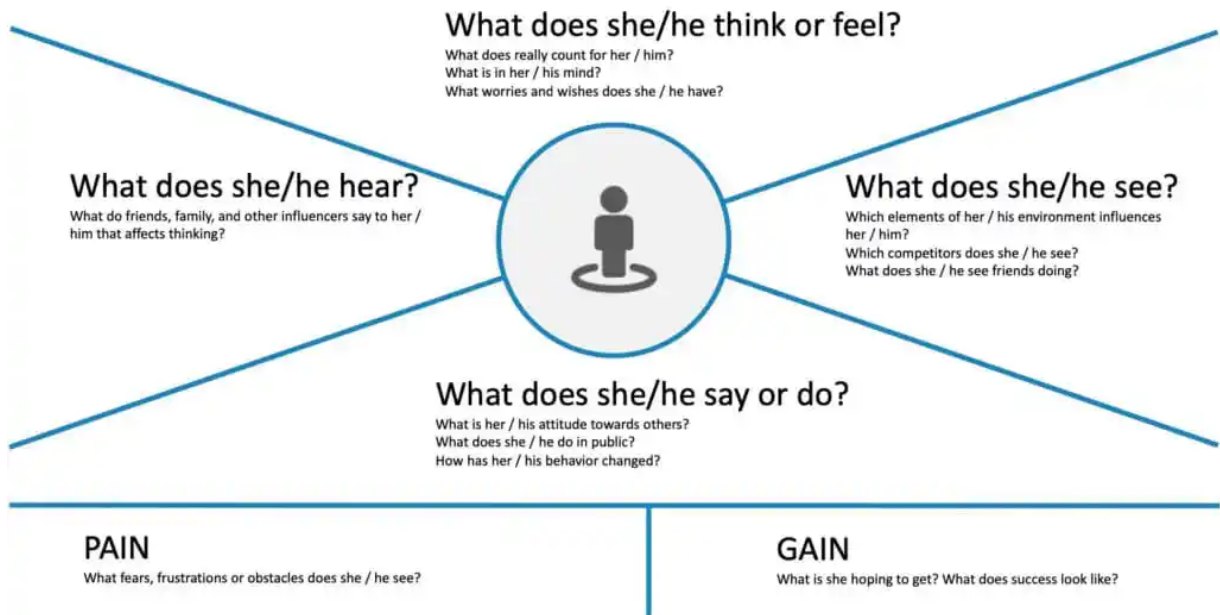 What does she/he think or feel?
What does really count for her / him?
What is in her / his mind?
What worries and wishes does she / he have?
What does she/he hear?
What do friends, family, and other influencers say to her /
him that affects thinking?
What does she/he see?
Which elements of her / his environment influences
her / him?
Which competitors does she / he see?
What does she / he see friends doing?
What does she/he say or do?
What is her / his attitude towards others?
What does she / he do in public?
How has her / his behavior changed?
PAIN
What fears, frustrations or obstacles does she / he see?
GAIN
What is she hoping to get? What does success look like?